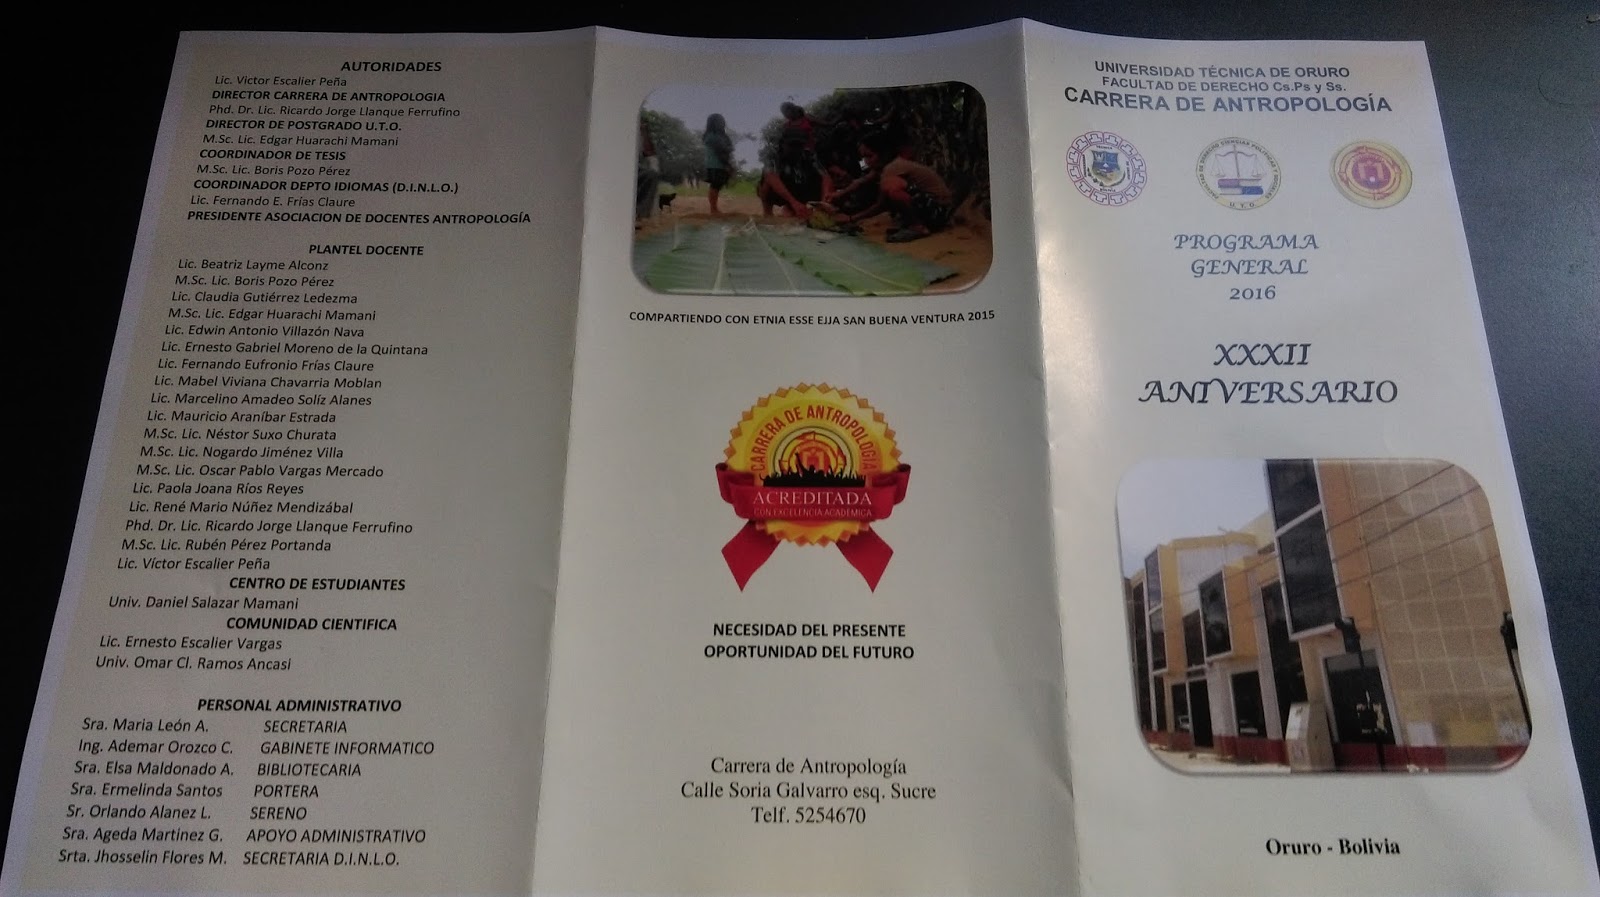 AUTORIDADES
Lic. Victor Escalier Peña
DIRECTOR CARRERA DE ANTROPOLOGIA
Phd. Dr. Lic. Ricardo Jorge Llanque Ferrufino
DIRECTOR DE POSTGRADO U.T.O.
M.Sc. Lic. Edgar Huarachi Mamani
COORDINADOR DE TESIS
M.Sc. Lic. Boris Pozo Pérez
COORDINADOR DEPTO IDIOMAS (D.I.N.L.O.)
Lic. Fernando E. Frías Claure
PRESIDENTE ASOCIACION DE DOCENTES ANTROPOLOGÍA
PLANTEL DOCENTE
Lic. Beatriz Layme Alconz
M.Sc. Lic. Boris Pozo Pérez
Lic. Claudia Gutiérrez Ledezma
M.Sc. Lic. Edgar Huarachi Mamani
Lic. Edwin Antonio Villazón Nava
Lic. Ernesto Gabriel Moreno de la Quintana
Lic. Fernando Eufronio Frías Claure
Lic. Mabel Viviana Chavarria Moblan
Lic. Marcelino Amadeo Solíz Alanes
Lic. Mauricio Araníbar Estrada
M.Sc. Lic. Néstor Suxo Churata
M.Sc. Lic. Nogardo Jiménez Villa
M.Sc. Lic. Oscar Pablo Vargas Mercado
Lic. Paola Joana Ríos Reyes
Lic. René Mario Núñez Mendizábal
Phd. Dr. Lic. Ricardo Jorge Llanque Ferrufino
M.Sc. Lic. Rubén Pérez Portanda
Lic. Víctor Escalier Peña
CENTRO DE ESTUDIANTES
Univ. Daniel Salazar Mamani
COMUNIDAD CIENTIFICA
Lic. Ernesto Escalier Vargas
Univ. Omar Cl. Ramos Ancasi
PERSONAL ADMINISTRATIVO
Sra. Maria León A. SECRETARIA
Ing. Ademar Orozco C. GABINETE INFORMATICO
Sra. Elsa Maldonado A. BIBLIOTECARIA
Sra. Ermelinda Santos PORTERA
Sr. Orlando Alanez L. SERENO
Sra. Ageda Martinez G. APOYO ADMINISTRATIVO
Srta. Jhosselin Flores M. SECRETARIA D.I.N.L.O.
COMPARTIENDO CON ETNIA ESSE EJJA SAN BUENA VENTURA 2015
CARRERA DE ANTROPOLOGÍA
ACREDITADA
CON EXCELENCIA ACADEMICA
NECESIDAD DEL PRESENTE
OPORTUNIDAD DEL FUTURO
Carrera de Antropología
Calle Soria Galvarro esq. Sucre
Telf. 5254670
UNIVERSIDAD TÉCNICA DE ORURO
FACULTAD DE DERECHO Cs.Ps y Ss.
CARRERA DE ANTROPOLOGÍA
U.T.O.
PROGRAMA
GENERAL
2016
XXXII
ANIVERSARIO
Oruro - Bolivia